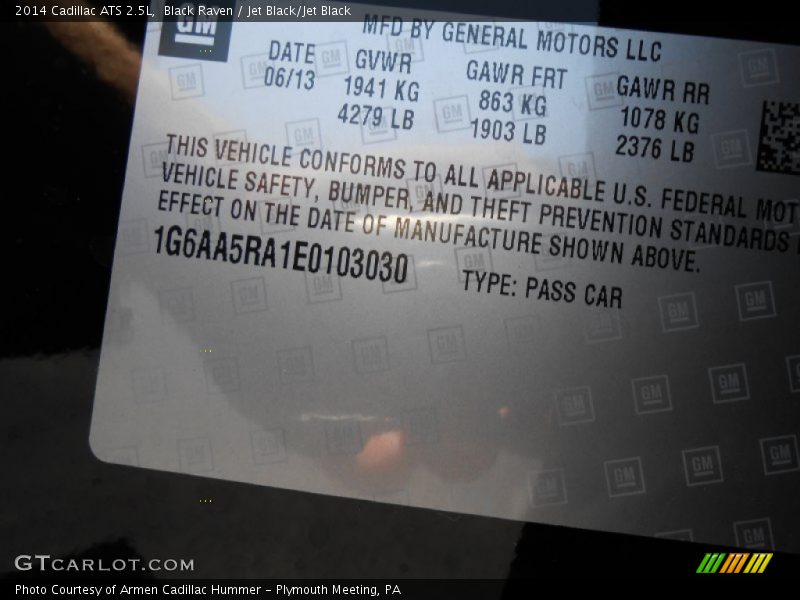 2014 Cadillac ATS 2.5L, Black Raven / Jet Black/Jet Black
GM
MFD BY GENERAL MOTORS LLC
DATE GVWR GAWR FRT GAWR RR
06/13 1941 KG 863 KG 1078 KG
4279 LB 1903 LB 2376 LB
THIS VEHICLE CONFORMS TO ALL APPLICABLE U.S. FEDERAL MOT
VEHICLE SAFETY, BUMPER, AND THEFT PREVENTION STANDARDS
EFFECT ON THE DATE OF MANUFACTURE SHOWN ABOVE.
1G6AA5RA1E0103030 TYPE: PASS CAR
GTCARLOT.COM
Photo Courtesy of Armen Cadillac Hummer - Plymouth Meeting, PA